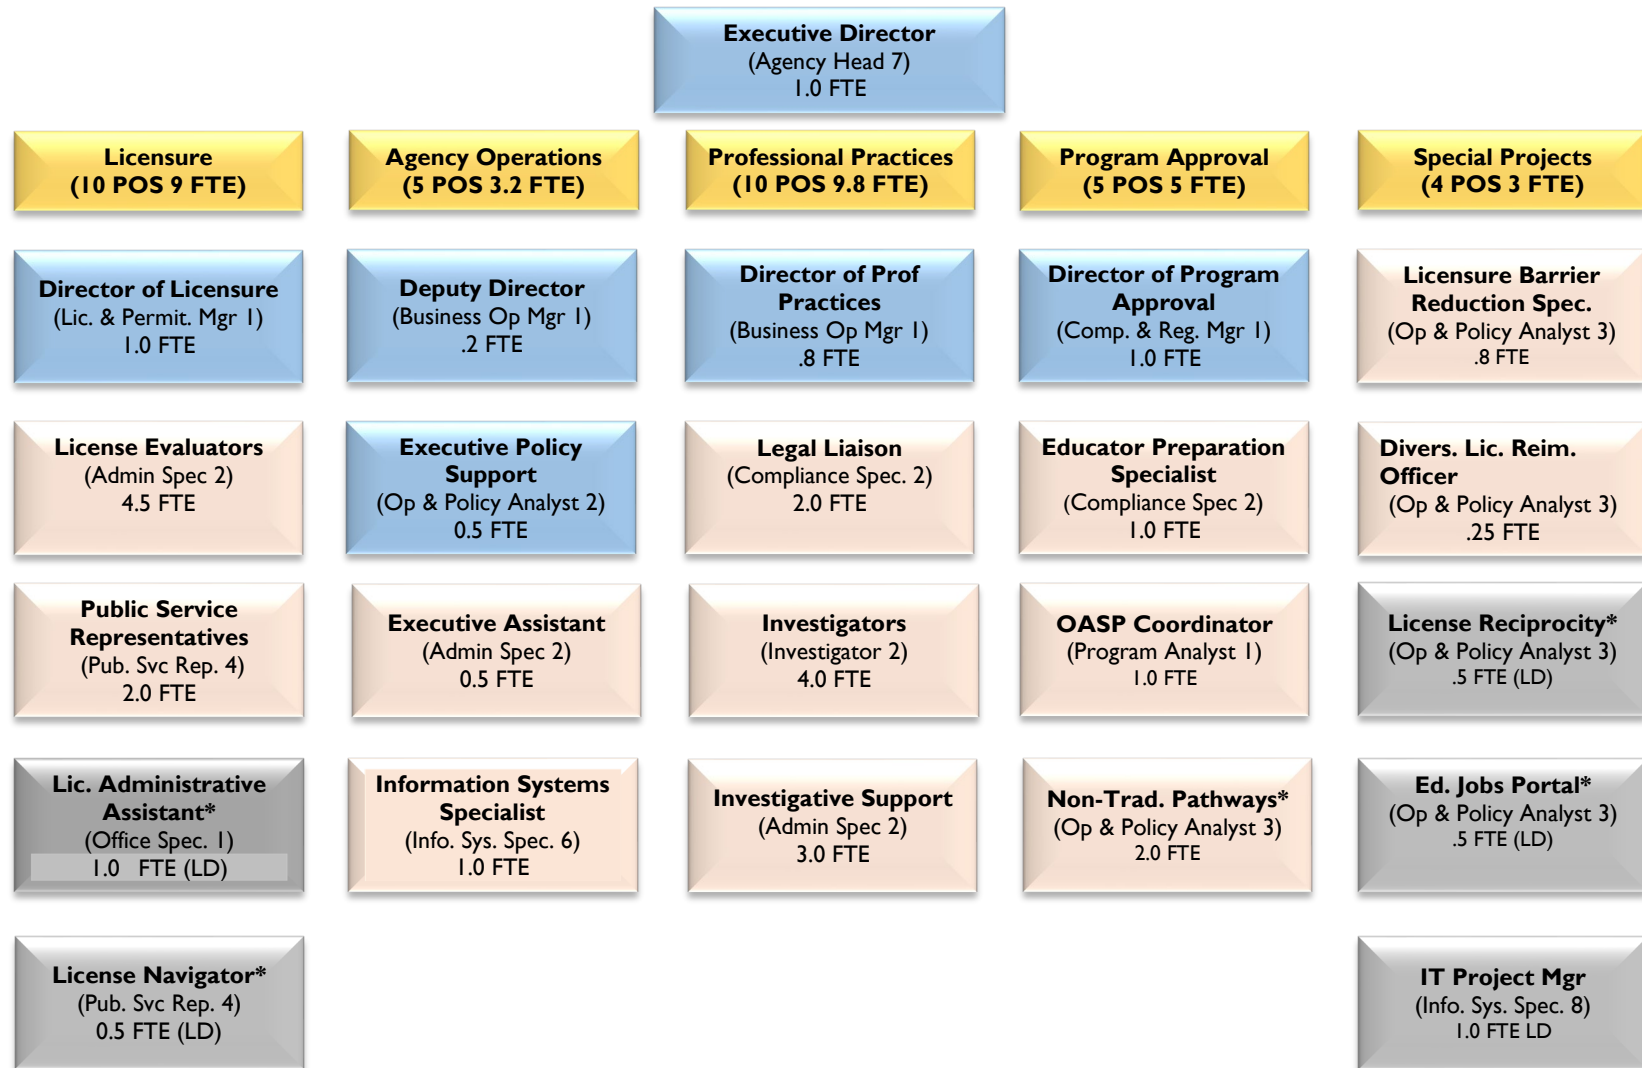 Executive Director
(Agency Head 7)
1.0 FTE
Licensure
(10 POS 9 FTE)
Agency Operations
(5 POS 3.2 FTE)
Professional Practices
(10 POS 9.8 FTE)
Program Approval
(5 POS 5 FTE)
Special Projects
(4 POS 3 FTE)
Director of Licensure
(Lic. & Permit. Mgr 1)
1.0 FTE
Deputy Director
(Business Op Mgr 1)
.2 FTE
Director of Prof
Practices
(Business Op Mgr 1)
.8 FTE
Director of Program
Approval
(Comp. & Reg. Mgr 1)
1.0 FTE
Licensure Barrier
Reduction Spec.
(Op & Policy Analyst 3)
.8 FTE
License Evaluators
(Admin Spec 2)
4.5 FTE
Executive Policy
Support
(Op & Policy Analyst 2)
0.5 FTE
Legal Liaison
(Compliance Spec. 2)
2.0 FTE
Educator Preparation
Specialist
(Compliance Spec 2)
1.0 FTE
Divers. Lic. Reim.
Officer
(Op & Policy Analyst 3)
.25 FTE
Public Service
Representatives
(Pub. Svc Rep. 4)
2.0 FTE
Executive Assistant
(Admin Spec 2)
0.5 FTE
Investigators
(Investigator 2)
4.0 FTE
OASP Coordinator
(Program Analyst 1)
1.0 FTE
License Reciprocity*
(Op & Policy Analyst 3)
.5 FTE (LD)
Lic. Administrative
Assistant*
(Office Spec. 1)
1.0 FTE (LD)
Information Systems
Specialist
(Info. Sys. Spec. 6)
1.0 FTE
Investigative Support
(Admin Spec 2)
3.0 FTE
Non-Trad. Pathways*
(Op & Policy Analyst 3)
2.0 FTE
Ed. Jobs Portal*
(Op & Policy Analyst 3)
.5 FTE (LD)
License Navigator*
(Pub. Svc Rep. 4)
0.5 FTE (LD)
IT Project Mgr
(Info. Sys. Spec. 8)
1.0 FTE LD